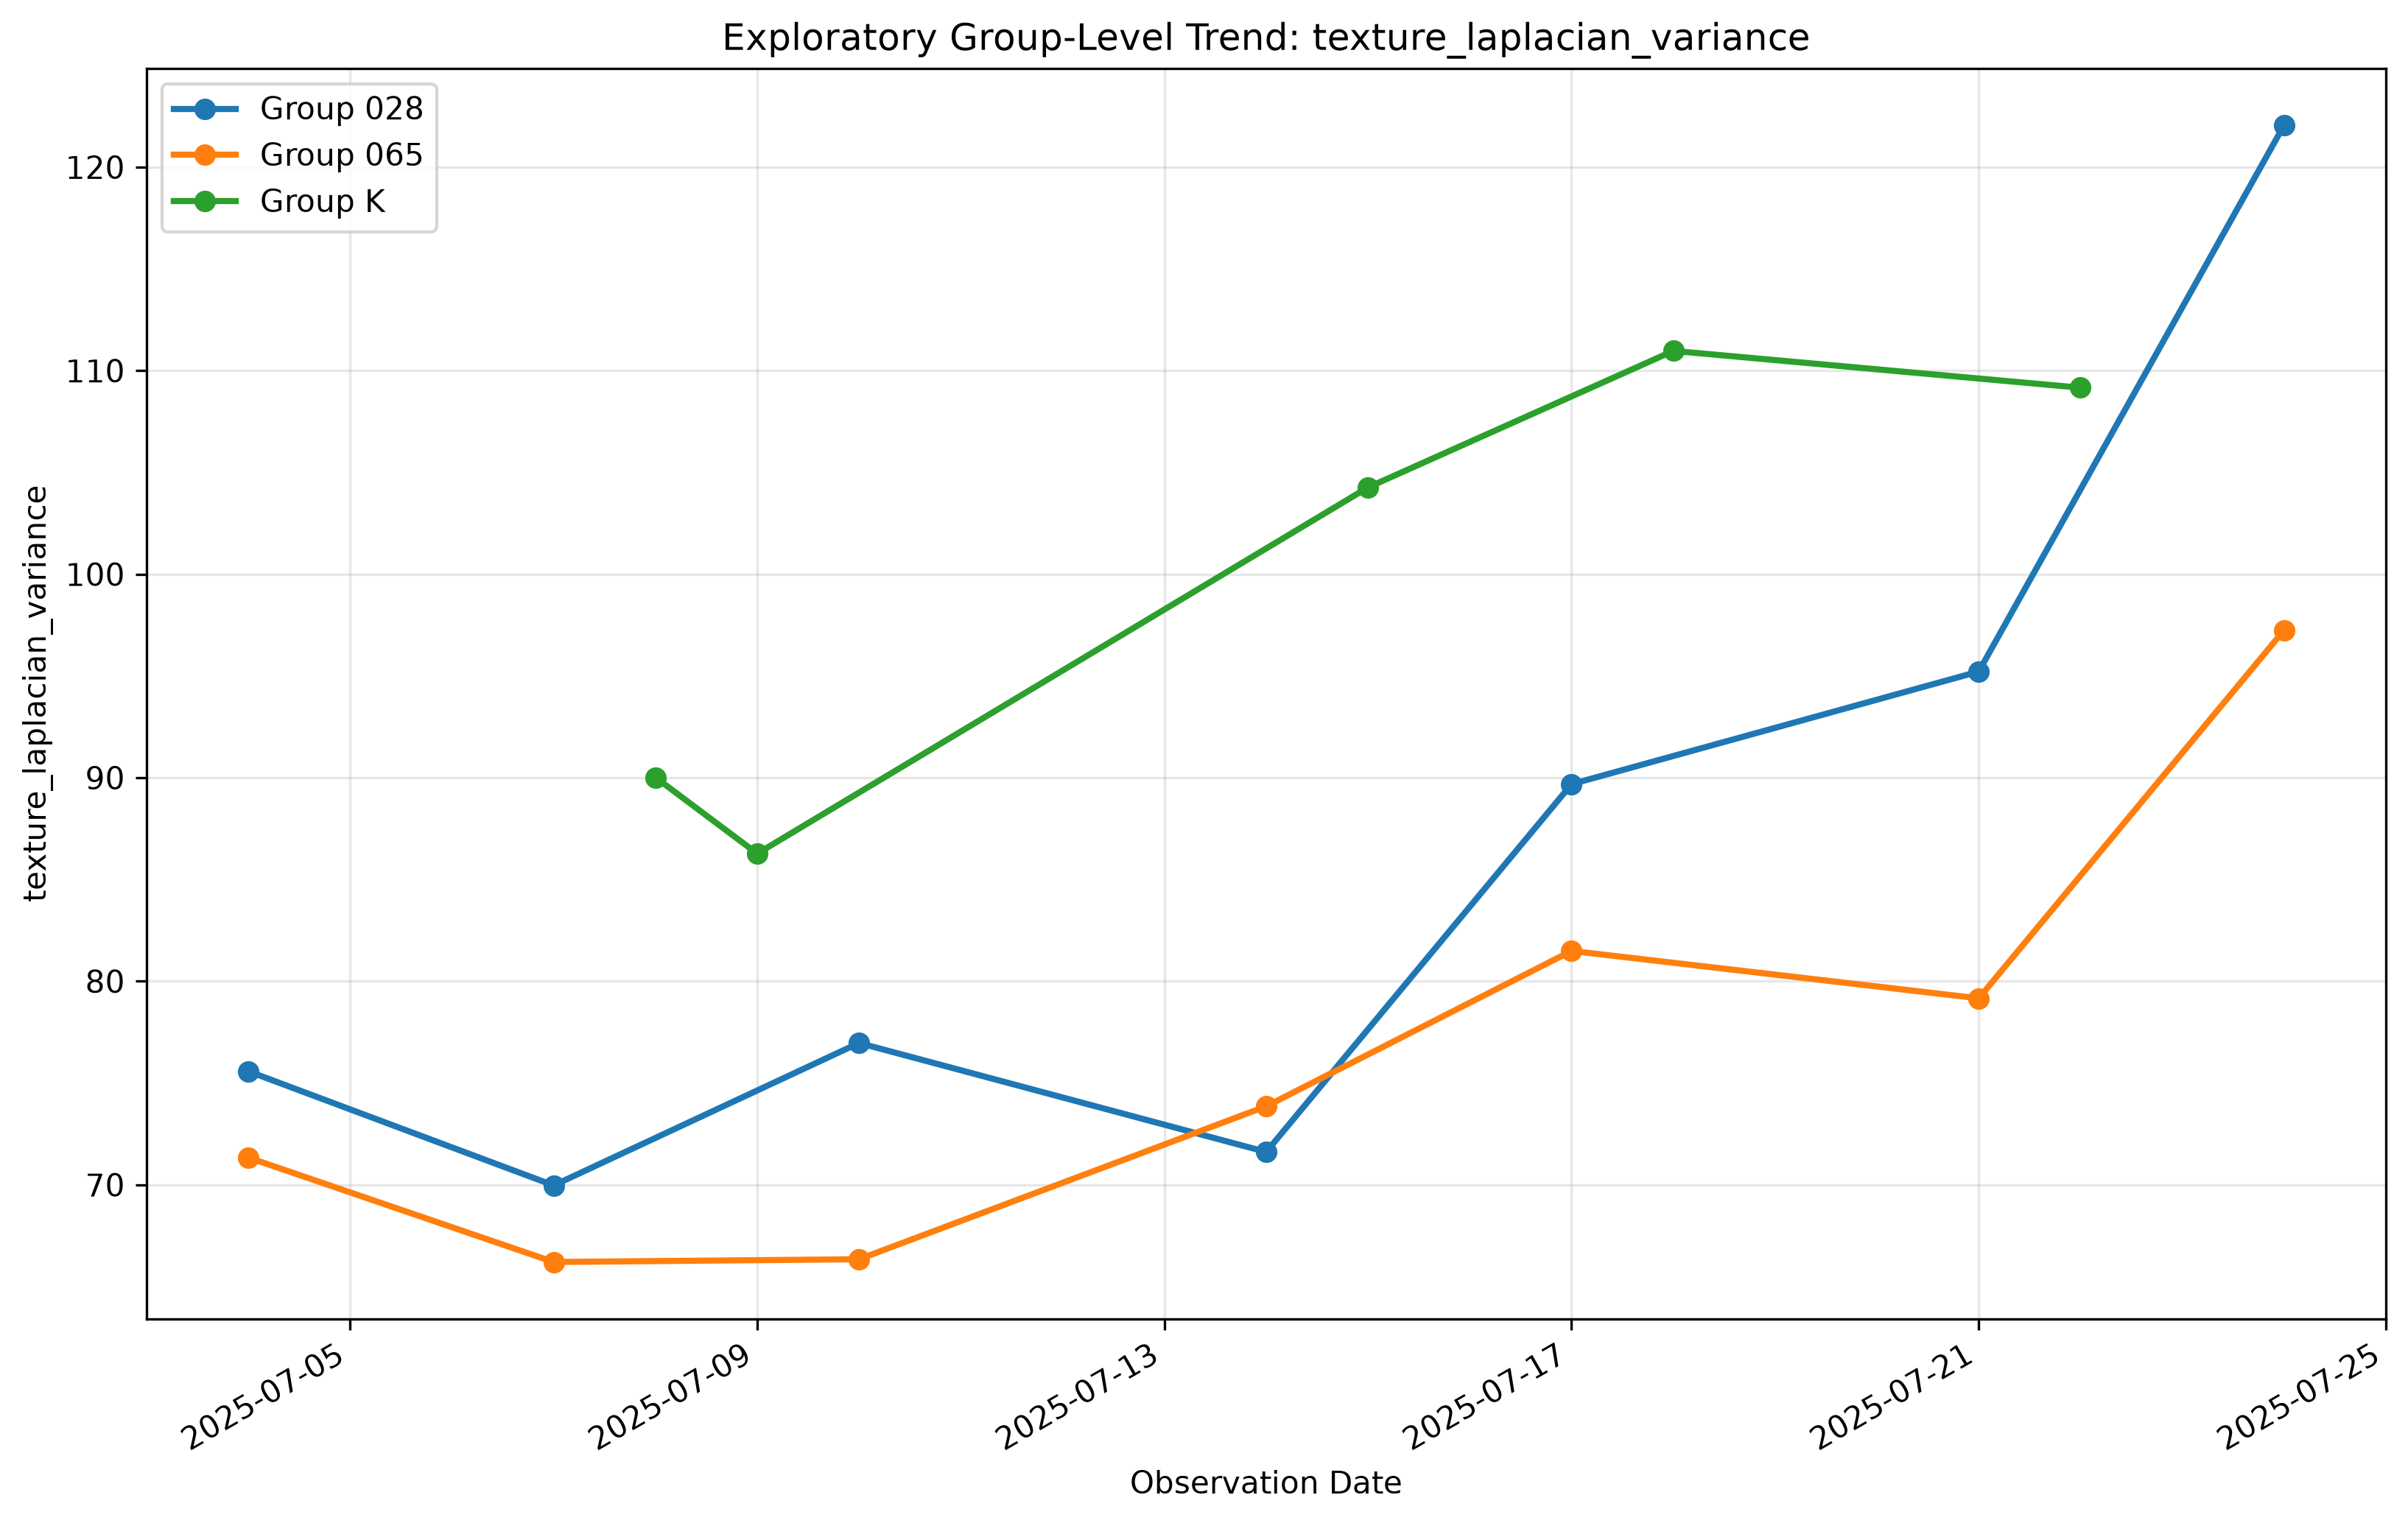 Exploratory Group-Level Trend: texture_laplacian_variance
Group 028
Group 065
Group K
texture_laplacian_variance
120
110
100
90
80
70
2025-07-05
2025-07-09
2025-07-13
2025-07-17
2025-07-21
2025-07-25
Observation Date